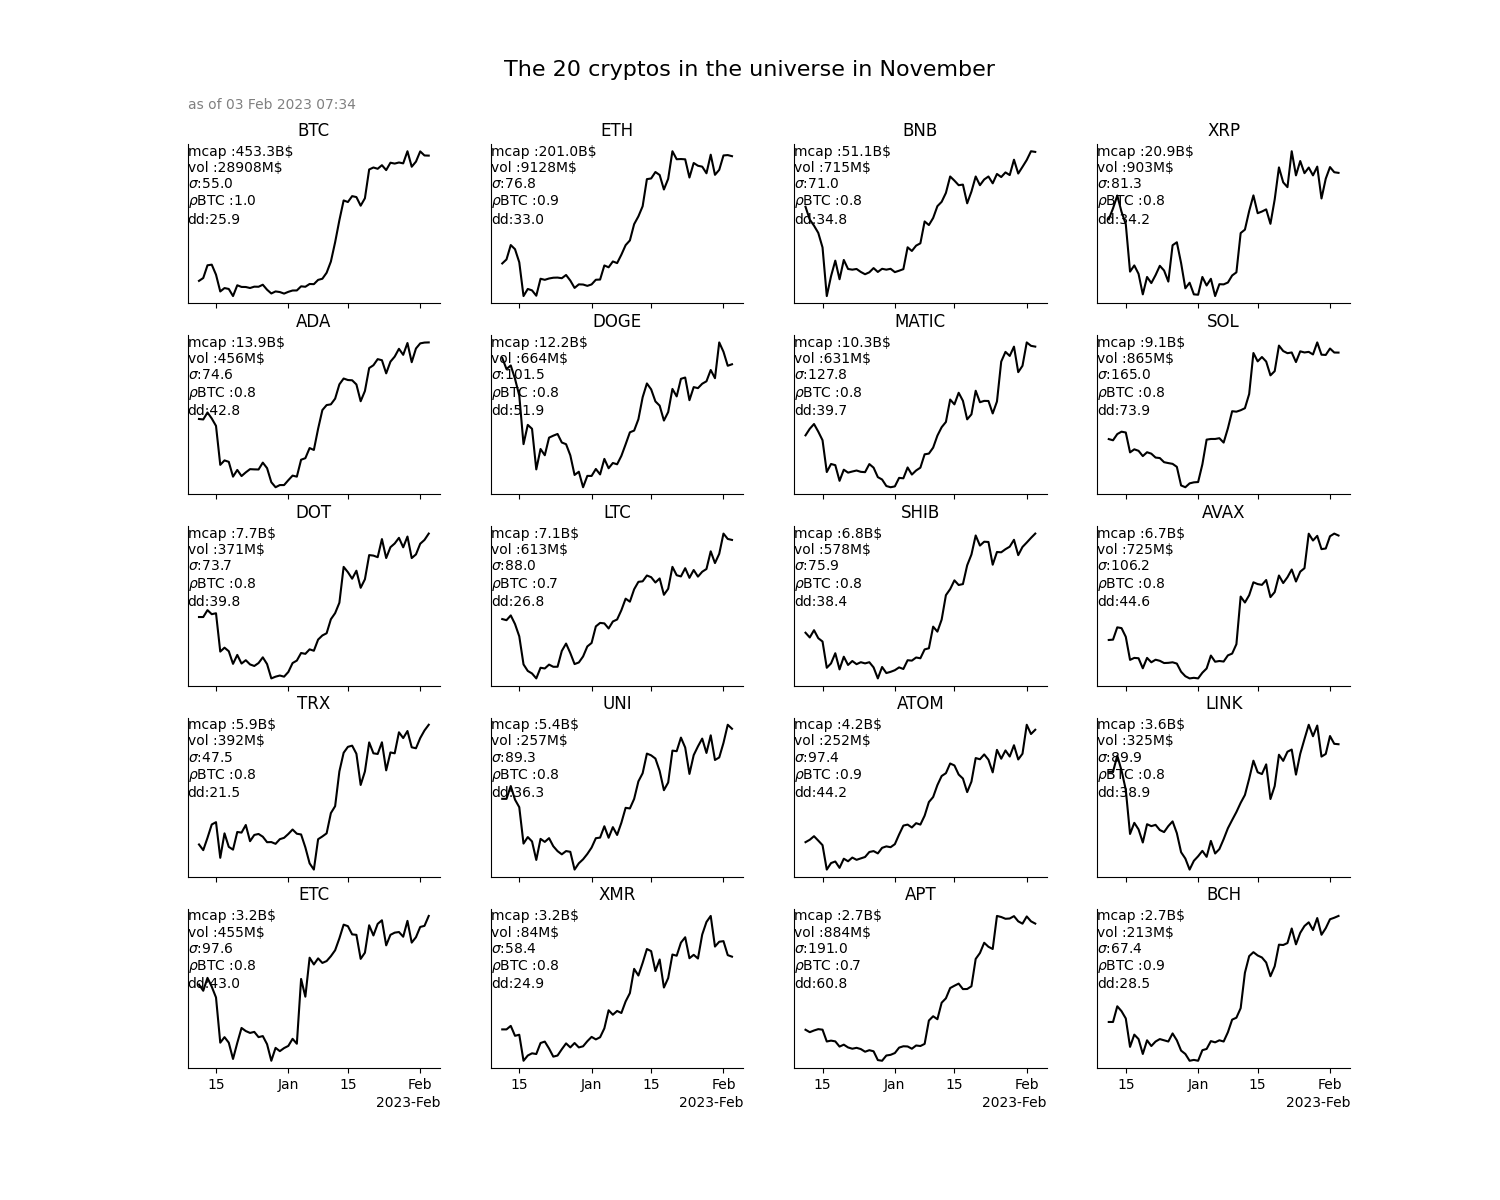 The 20 cryptos in the universe in November
as of 03 Feb 2023 07:34
BTC
mcap :453.3B$
vol :28908M$
σ:55.0
ρBTC :1.0
dd:25.9
ETH
mcap :201.0B$
vol :9128M$
σ:76.8
ρBTC :0.9
dd:33.0
BNB
mcap :51.1B$
vol :715M$
σ:71.0
ρBTC :0.8
dd:34.8
XRP
mcap :20.9B$
vol :903M$
σ:81.3
ρBTC :0.8
dd:34.2
ADA
mcap :13.9B$
vol :456M$
σ:74.6
ρBTC :0.8
dd:42.8
DOGE
mcap :12.2B$
vol :664M$
σ:101.5
ρBTC :0.8
dd:51.9
MATIC
mcap :10.3B$
vol :631M$
σ:127.8
ρBTC :0.8
dd:39.7
SOL
mcap :9.1B$
vol :865M$
σ:165.0
ρBTC :0.8
dd:73.9
DOT
mcap :7.7B$
vol :371M$
σ:73.7
ρBTC :0.8
dd:39.8
LTC
mcap :7.1B$
vol :613M$
σ:88.0
ρBTC :0.7
dd:26.8
SHIB
mcap :6.8B$
vol :578M$
σ:75.9
ρBTC :0.8
dd:38.4
AVAX
mcap :6.7B$
vol :725M$
σ:106.2
ρBTC :0.8
dd:44.6
TRX
mcap :5.9B$
vol :392M$
σ:47.5
ρBTC :0.8
dd:21.5
UNI
mcap :5.4B$
vol :257M$
σ:89.3
ρBTC :0.8
dd:36.3
ATOM
mcap :4.2B$
vol :252M$
σ:97.4
ρBTC :0.9
dd:44.2
LINK
mcap :3.6B$
vol :325M$
σ:89.9
ρBTC :0.8
dd:38.9
ETC
mcap :3.2B$
vol :455M$
σ:97.6
ρBTC :0.8
dd:43.0
XMR
mcap :3.2B$
vol :84M$
σ:58.4
ρBTC :0.8
dd:24.9
APT
mcap :2.7B$
vol :884M$
σ:191.0
ρBTC :0.7
dd:60.8
BCH
mcap :2.7B$
vol :213M$
σ:67.4
ρBTC :0.9
dd:28.5
15 Jan 15 Feb
2023-Feb
15 Jan 15 Feb
2023-Feb
15 Jan 15 Feb
2023-Feb
15 Jan 15 Feb
2023-Feb